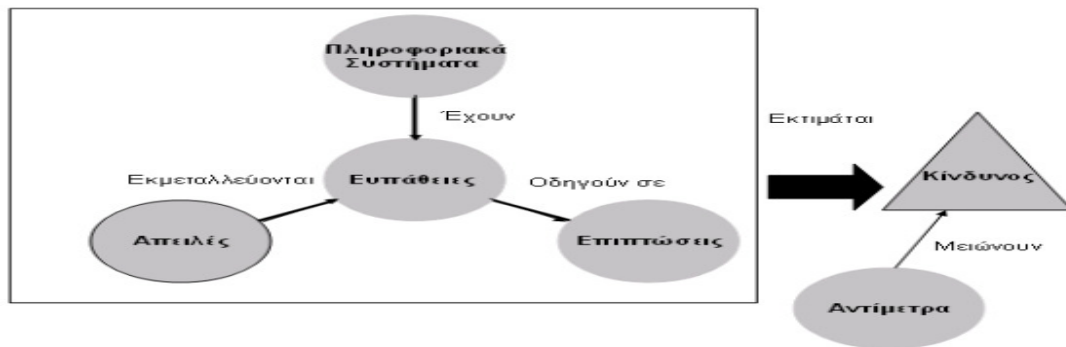 Πληροφοριακά
Συστήματα
Έχουν
Εκτιμάται
Εκμεταλλεύονται
Ευπάθειες
Οδηγούν σε
Κίνδυνος
Απειλές
Επιπτώσεις
Μειώνουν
Αντίμετρα